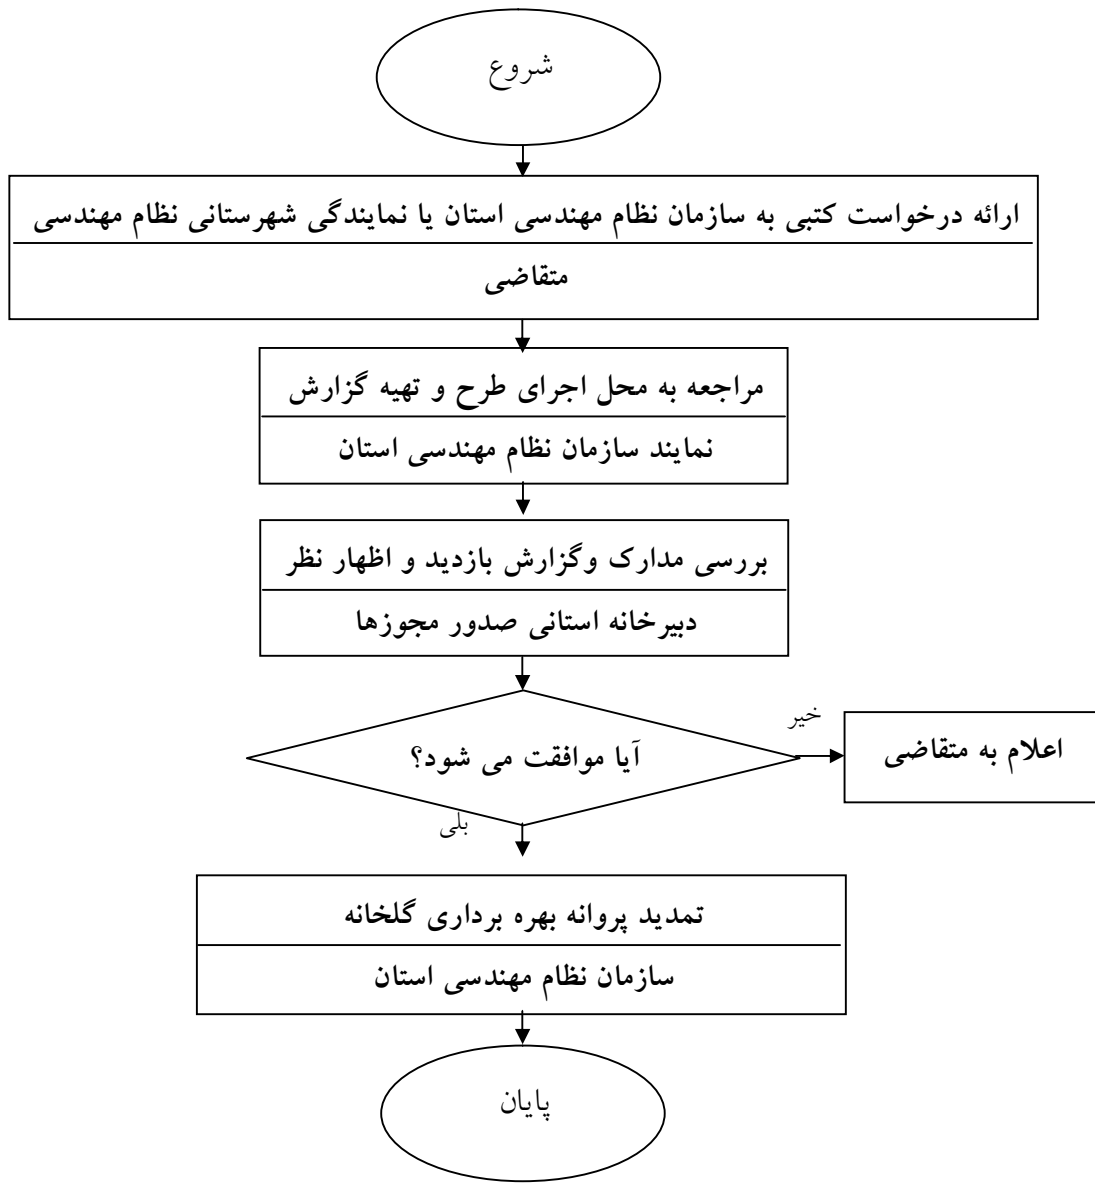 شروع
ارائه درخواست کتبی به سازمان نظام مهندسی استان یا نمایندگی شهرستانی نظام مهندسی
متقاضی
مراجعه به محل اجرای طرح و تهیه گزارش
نمایند سازمان نظام مهندسی استان
بررسی مدارک وگزارش بازدید و اظهار نظر
دبیرخانه استانی صدور مجوزها
آیا موافقت می شود؟
خیر
اعلام به متقاضی
بلی
تمدید پروانه بهره برداری گلخانه
سازمان نظام مهندسی استان
پایان